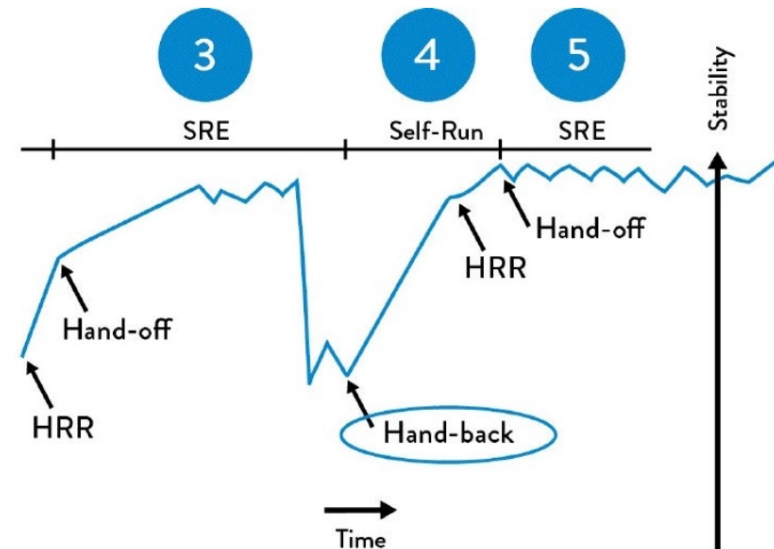 3
4
5
SRE
Self-Run
SRE
Stability
Hand-off
HRR
Hand-off
HRR
Hand-back
Time